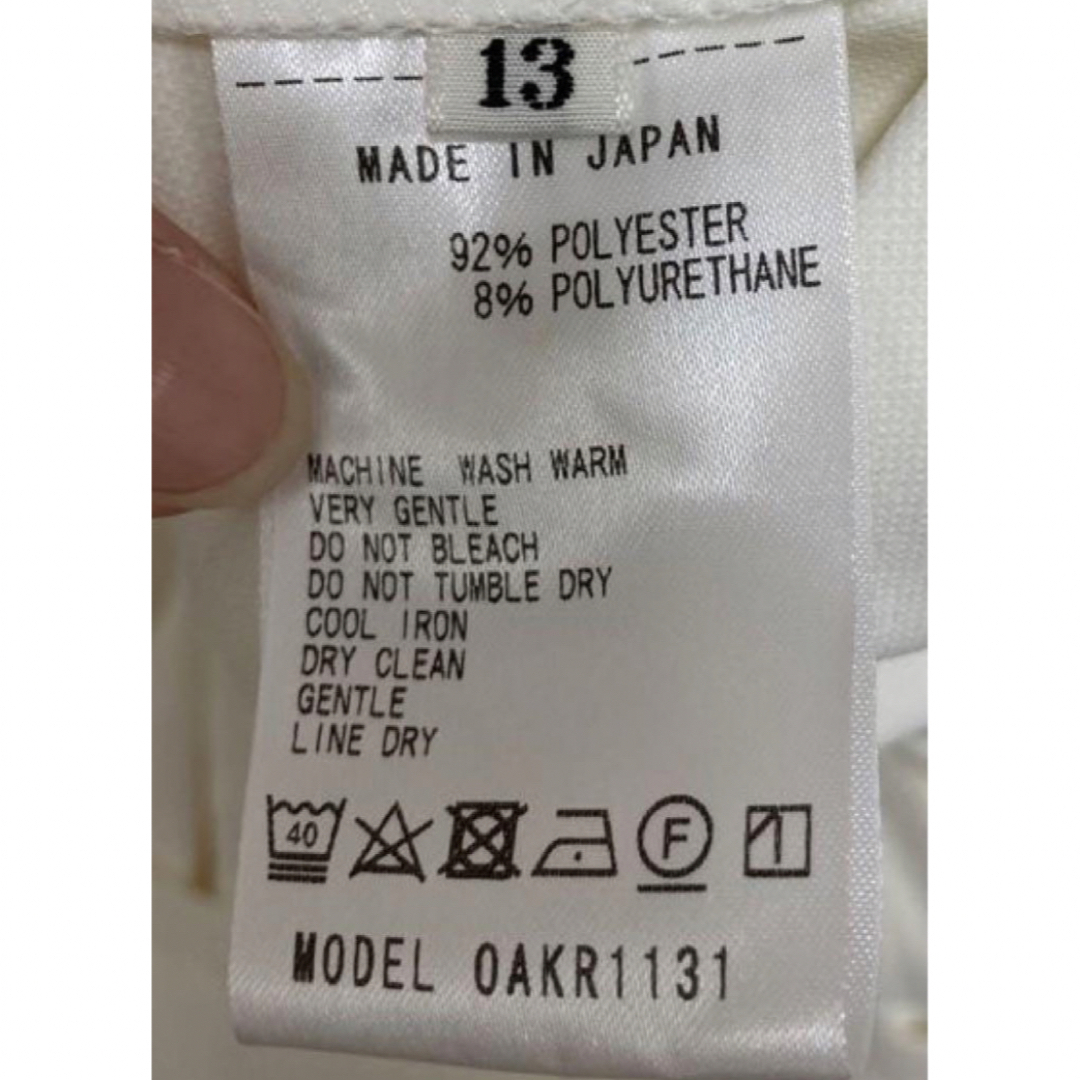 13
MADE IN JAPAN
92% POLYESTER
8% POLYURETHANE
MACHINE WASH WARM
VERY GENTLE
DO NOT BLEACH
DO NOT TUMBLE DRY
COOL IRON
DRY CLEAN
GENTLE
LINE DRY
40 F
MODEL OAKR1131